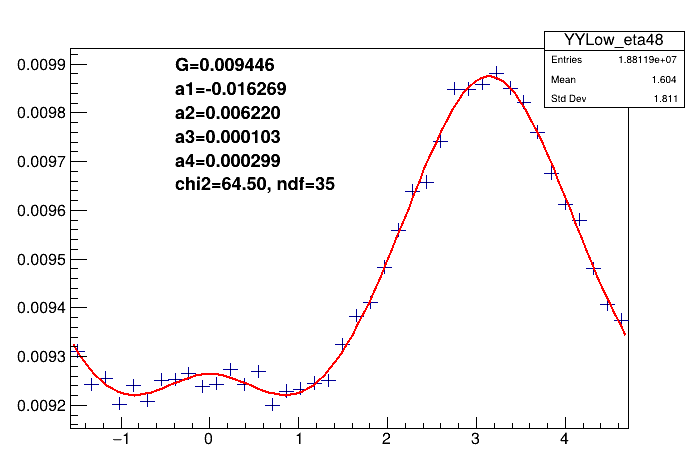 YYLow_eta48
Entries 1.88119e+07
Mean 1.604
Std Dev 1.811
G=0.009446
a1=-0.016269
a2=0.006220
a3=0.000103
a4=0.000299
chi2=64.50, ndf=35
0.0099
0.0098
0.0097
0.0096
0.0095
0.0094
0.0093
0.0092
−1 0 1 2 3 4